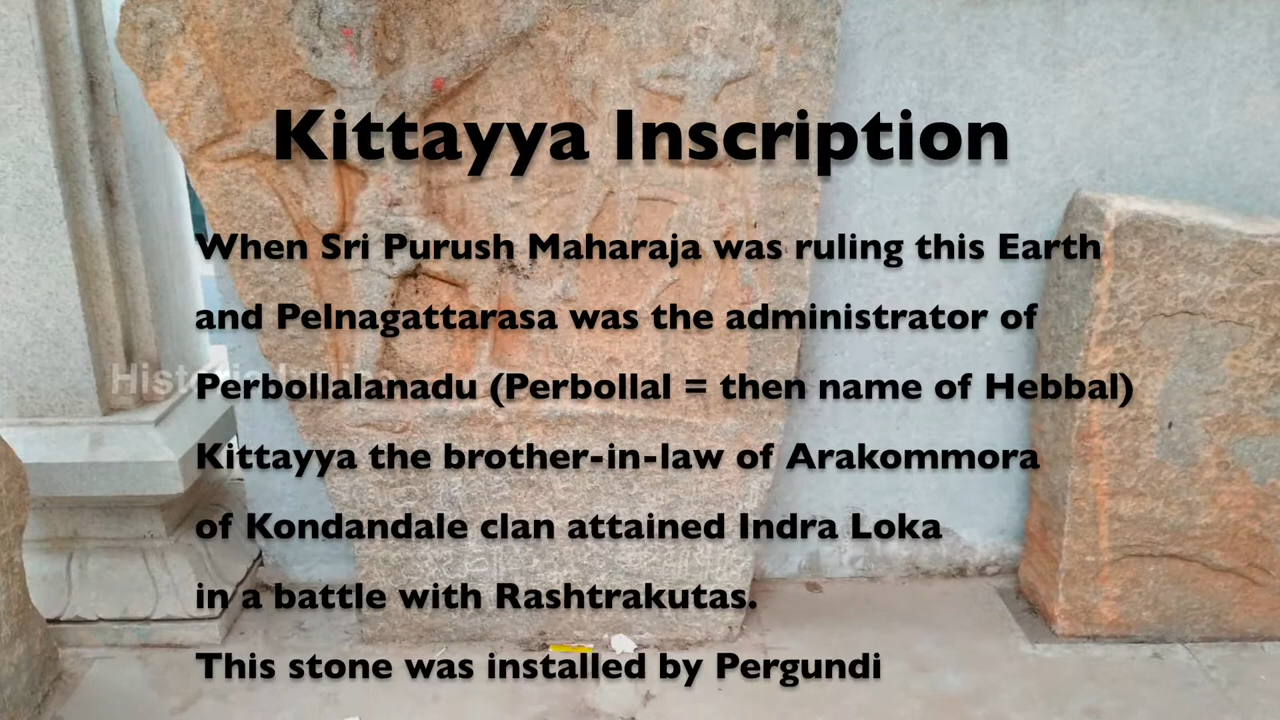 Kittayya Inscription
When Sri Purush Maharaja was ruling this Earth
and Pelnagattarasa was the administrator of
Perbollalanadu (Perbollal = then name of Hebbal)
Kittayya the brother-in-law of Arakommora
of Kondandale clan attained Indra Loka
in a battle with Rashtrakutas.
This stone was installed by Pergundi